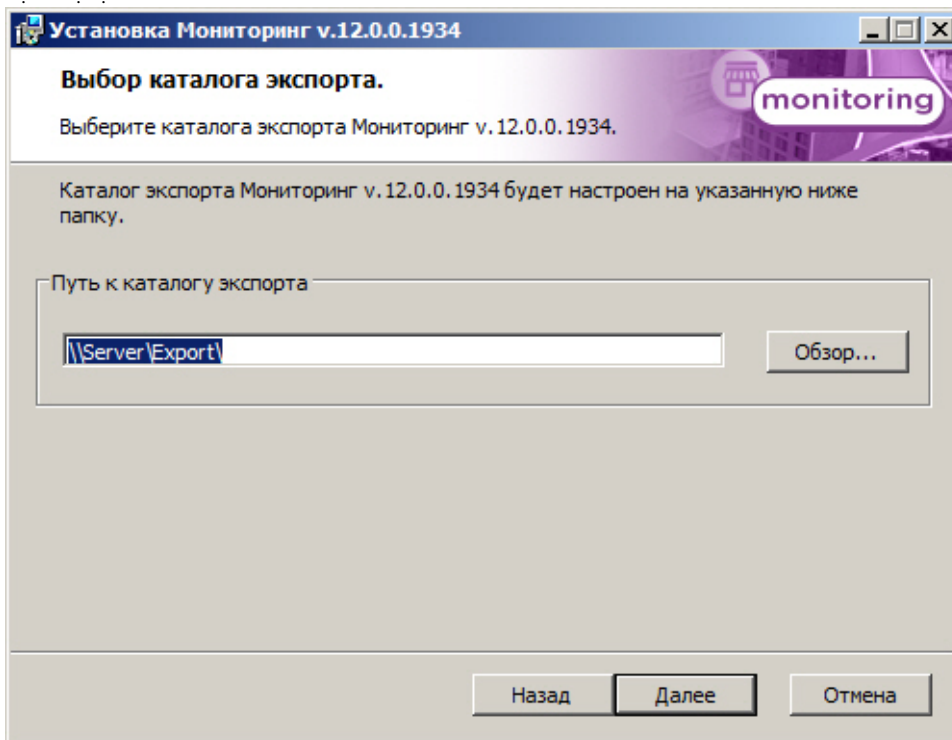 Установка Мониторинг v.12.0.0.1934
Выбор каталога экспорта.
monitoring
Выберите каталога экспорта Мониторинг v.12.0.0.1934.
Каталог экспорта Мониторинг v.12.0.0.1934 будет настроен на указанную ниже
папку.
Путь к каталогу экспорта
\\Server\Export\
Обзор...
Назад
Далее
Отмена